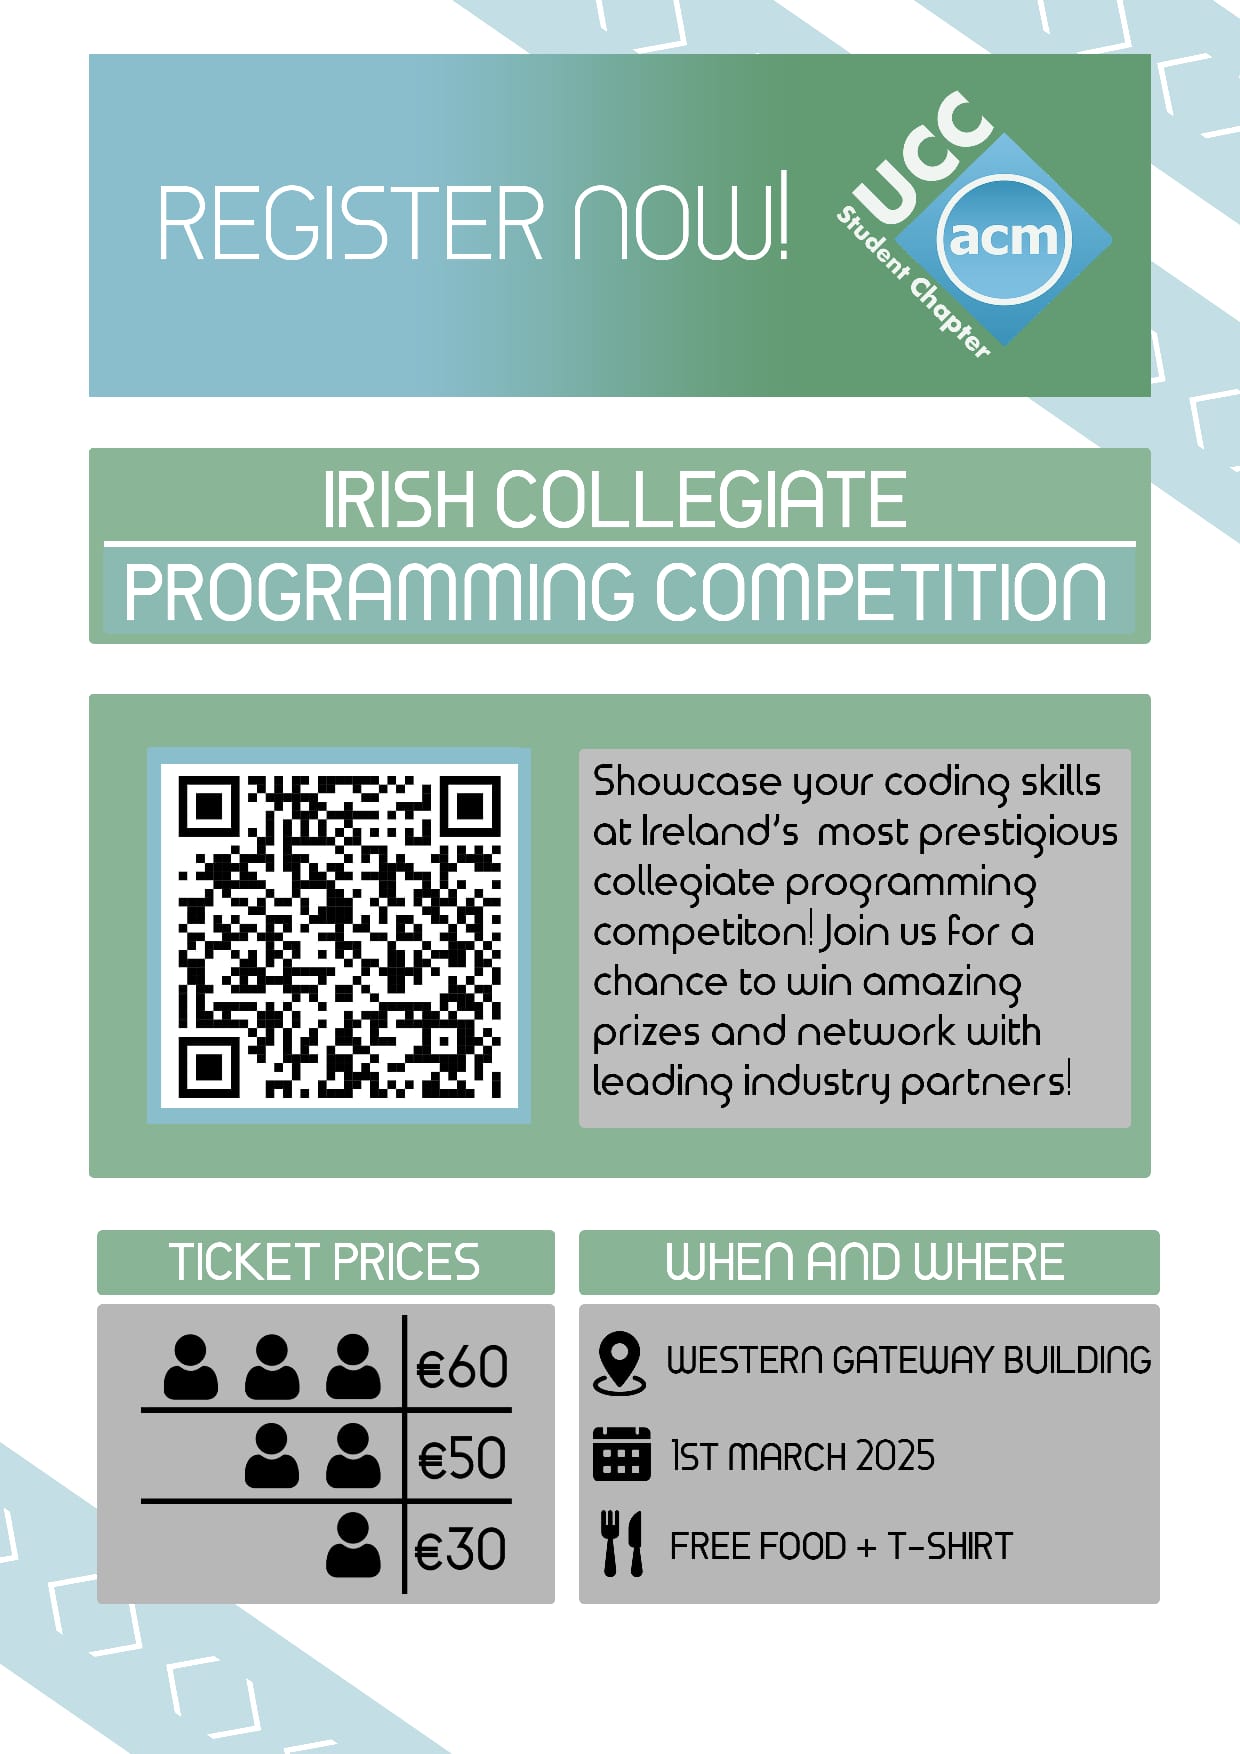 REGISTER NOW!
UCC
acm
Student Chapter
IRISH COLLEGIATE
PROGRAMMING COMPETITION
Showcase your coding skills
at Ireland's most prestigious
collegiate programming
competiton! Join us for a
chance to win amazing
prizes and network with
leading industry partners!
TICKET PRICES
€60
€50
€30
WHEN AND WHERE
WESTERN GATEWAY BUILDING
1ST MARCH 2025
FREE FOOD + T-SHIRT